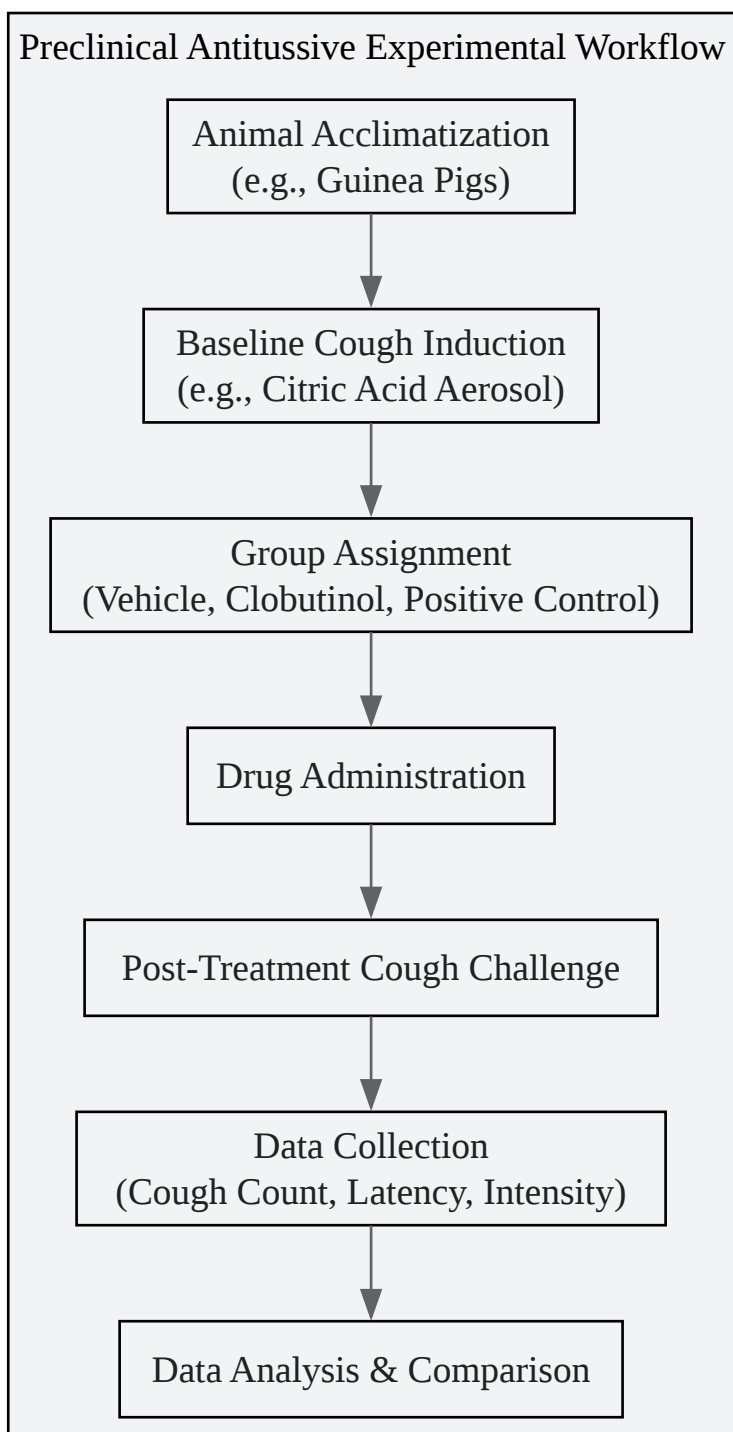 Preclinical Antitussive Experimental Workflow
Animal Acclimatization
(e.g., Guinea Pigs)
Baseline Cough Induction
(e.g., Citric Acid Aerosol)
Group Assignment
(Vehicle, Clobutinol, Positive Control)
Drug Administration
Post-Treatment Cough Challenge
Data Collection
(Cough Count, Latency, Intensity)
Data Analysis & Comparison